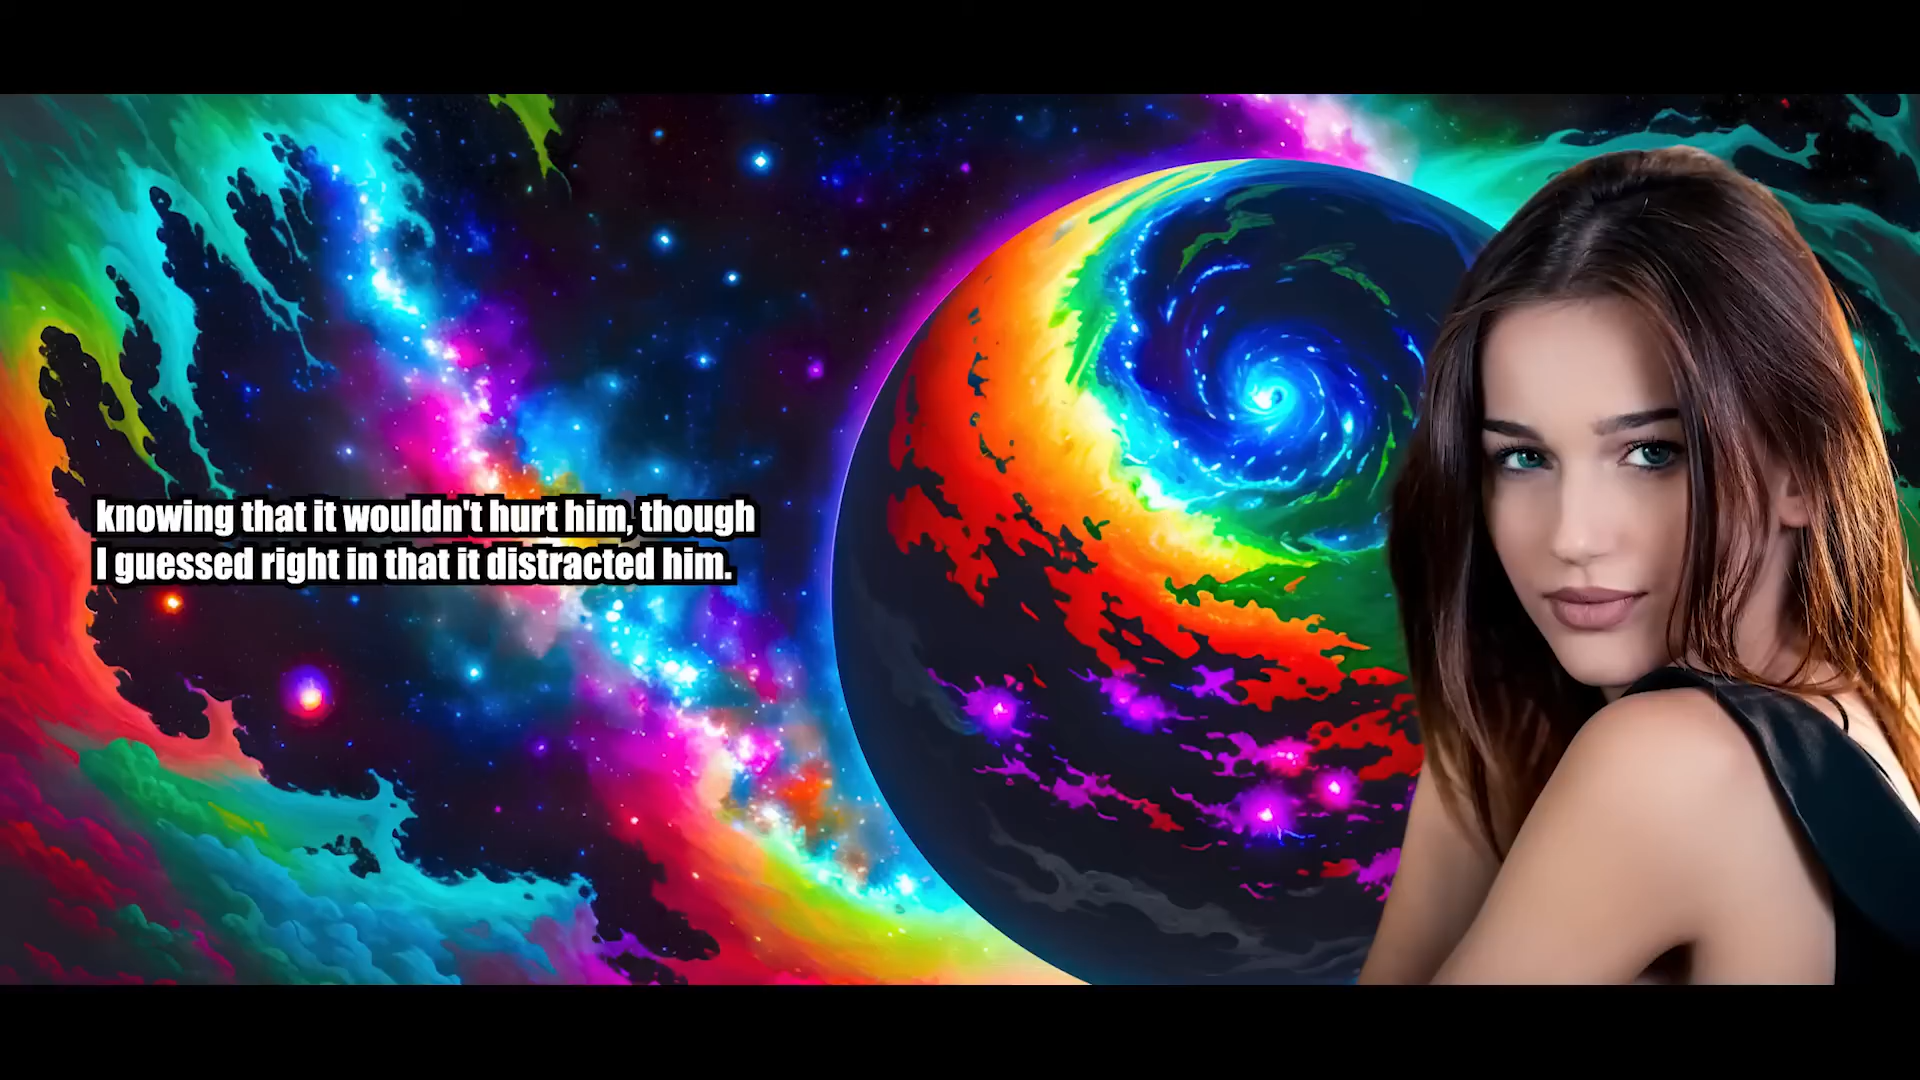 knowing that it wouldn't hurt him, though
I guessed right in that it distracted him.